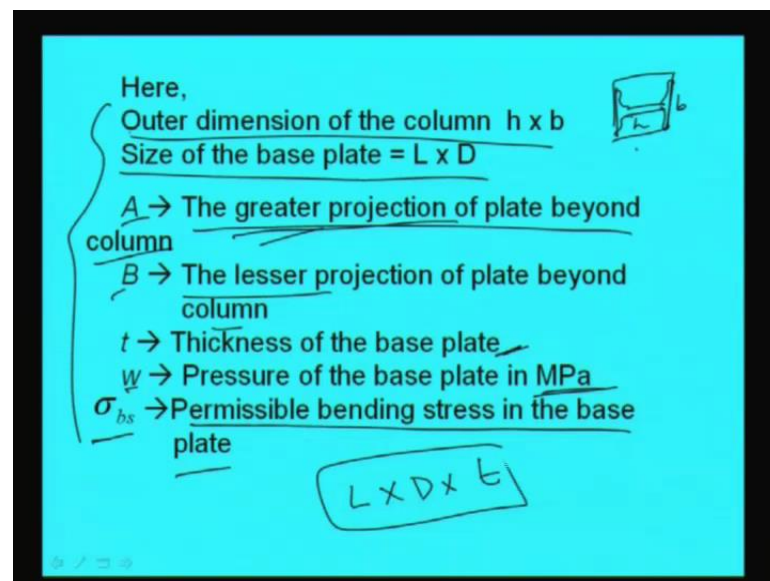 Here,
Outer dimension of the column h x b
Size of the base plate = L x D
A → The greater projection of plate beyond
column
B → The lesser projection of plate beyond
column
t → Thickness of the base plate
w → Pressure of the base plate in MPa
σbs →Permissible bending stress in the base
plate
L x D x t
h
b